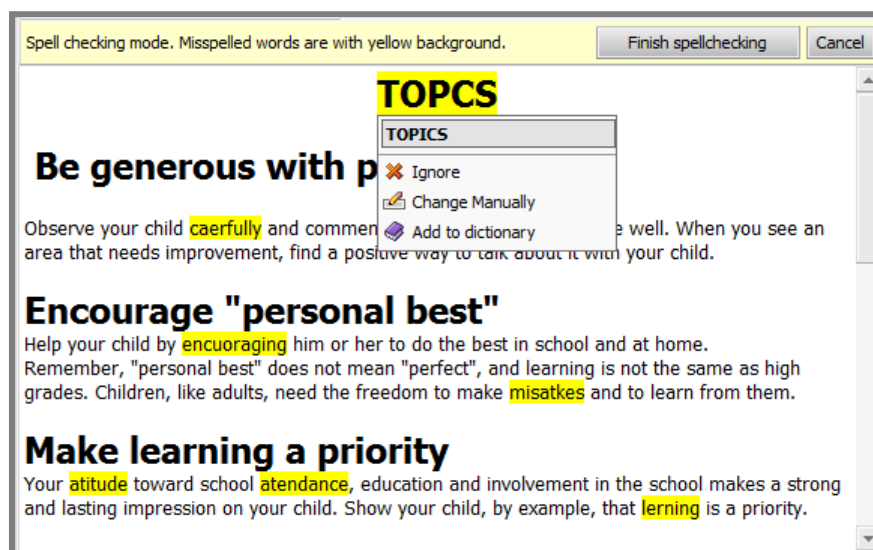 Spell checking mode. Misspelled words are with yellow background. Finish spellchecking Cancel
TOPCS
TOPICS
Be generous with p
Ignore
Change Manually
Add to dictionary
Observe your child caerfully and commen e well. When you see an
area that needs improvement, find a positive way to talk about it with your child.
Encourage "personal best"
Help your child by encuoraging him or her to do the best in school and at home.
Remember, "personal best" does not mean "perfect", and learning is not the same as high
grades. Children, like adults, need the freedom to make misatkes and to learn from them.
Make learning a priority
Your atitude toward school atendance, education and involvement in the school makes a strong
and lasting impression on your child. Show your child, by example, that lerning is a priority.